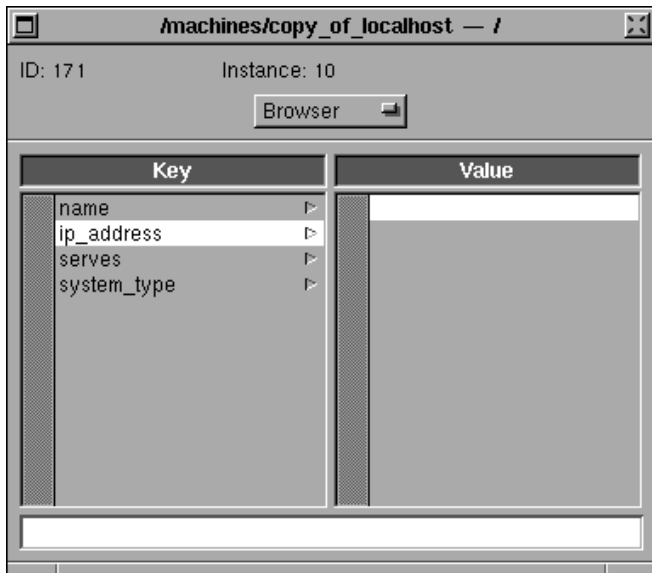 /machines/copy_of_localhost — /
ID: 171 Instance: 10
Browser
Key Value
name
ip_address
serves
system_type